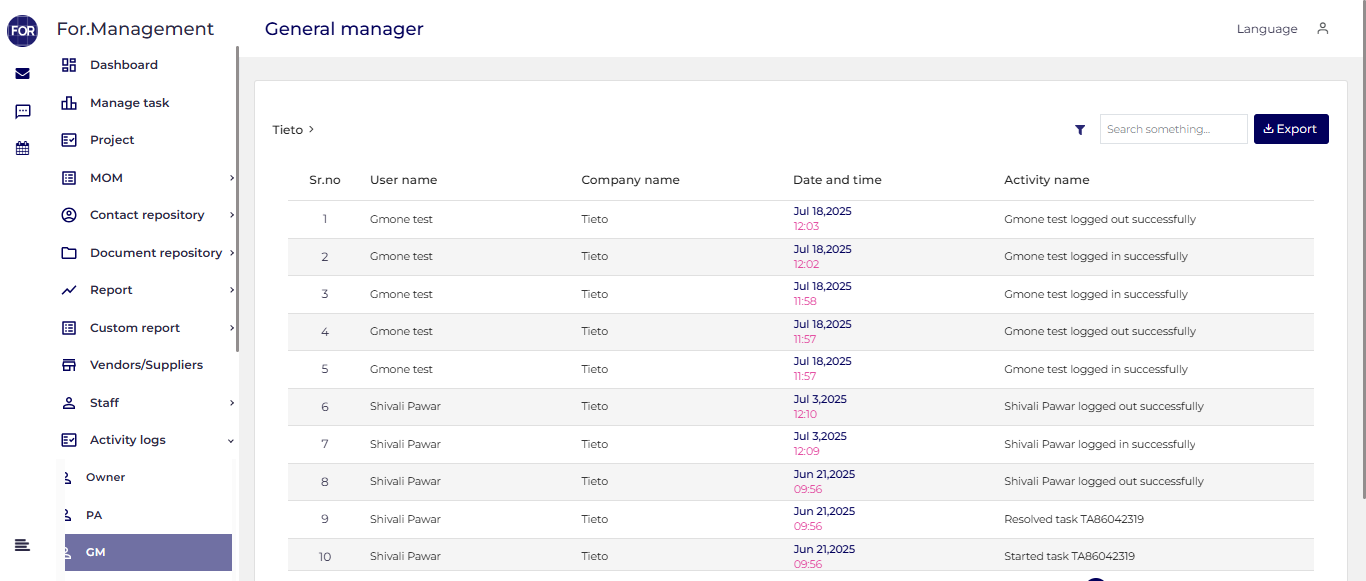 FOR
For.Management
General manager
Language
Dashboard
Manage task
Project
MOM
Contact repository
Document repository
Report
Custom report
Vendors/Suppliers
Staff
Activity logs
Owner
PA
GM
Tieto
Search something...
Export
Sr.no User name Company name Date and time Activity name
1 Gmone test Tieto Jul 18,2025 Gmone test logged out successfully
12:03
2 Gmone test Tieto Jul 18,2025 Gmone test logged in successfully
12:02
3 Gmone test Tieto Jul 18,2025 Gmone test logged in successfully
11:58
4 Gmone test Tieto Jul 18,2025 Gmone test logged out successfully
11:57
5 Gmone test Tieto Jul 18,2025 Gmone test logged in successfully
11:57
6 Shivali Pawar Tieto Jul 3,2025 Shivali Pawar logged out successfully
12:10
7 Shivali Pawar Tieto Jul 3,2025 Shivali Pawar logged in successfully
12:09
8 Shivali Pawar Tieto Jun 21,2025 Shivali Pawar logged out successfully
09:56
9 Shivali Pawar Tieto Jun 21,2025 Resolved task TA86042319
09:56
10 Shivali Pawar Tieto Jun 21,2025 Started task TA86042319
09:56